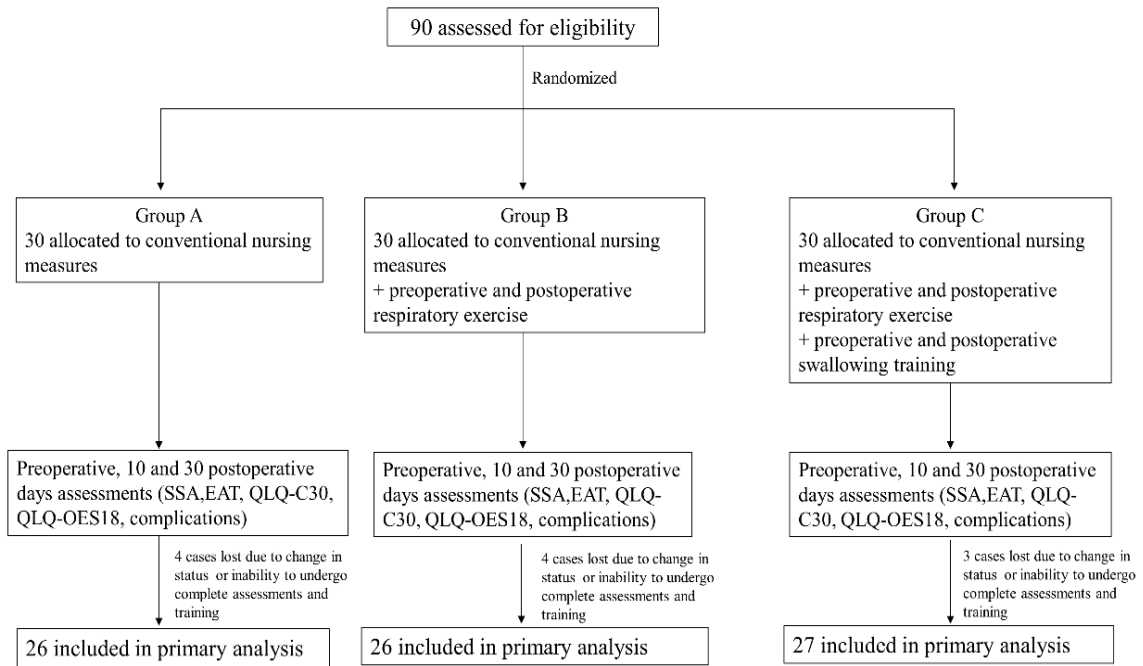 90 assessed for eligibility
Randomized
Group A
30 allocated to conventional nursing
measures
Group B
30 allocated to conventional nursing
measures
+ preoperative and postoperative
respiratory exercise
Group C
30 allocated to conventional nursing
measures
+ preoperative and postoperative
respiratory exercise
+ preoperative and postoperative
swallowing training
Preoperative, 10 and 30 postoperative
days assessments (SSA,EAT, QLQ-C30,
QLQ-OES18, complications)
Preoperative, 10 and 30 postoperative
days assessments (SSA,EAT, QLQ-
C30, QLQ-OES18, complications)
Preoperative, 10 and 30 postoperative
days assessments (SSA,EAT, QLQ-
C30, QLQ-OES18, complications)
4 cases lost due to change in
status or inability to undergo
complete assessments and
training
4 cases lost due to change in
status or inability to undergo
complete assessments and
training
3 cases lost due to change in
status or inability to undergo
complete assessments and
training
26 included in primary analysis
26 included in primary analysis
27 included in primary analysis